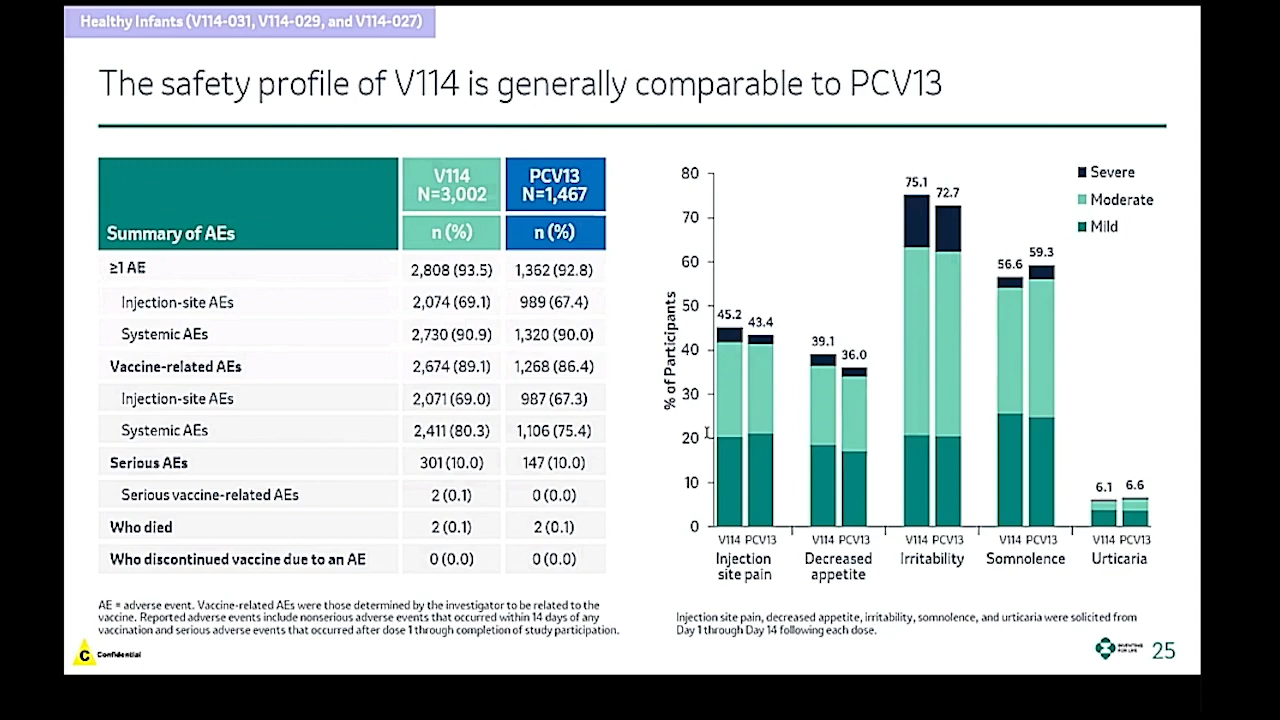 Healthy Infants (V114-031, V114-029, and V114-027)
The safety profile of V114 is generally comparable to PCV13
Summary of AEs
V114
N=3,002
PCV13
N=1,467
n (%)
n (%)
≥1 AE 2,808 (93.5) 1,362 (92.8)
Injection-site AEs 2,074 (69.1) 989 (67.4)
Systemic AEs 2,730 (90.9) 1,320 (90.0)
Vaccine-related AEs 2,674 (89.1) 1,268 (86.4)
Injection-site AEs 2,071 (69.0) 987 (67.3)
Systemic AEs 2,411 (80.3) 1,106 (75.4)
Serious AEs 301 (10.0) 147 (10.0)
Serious vaccine-related AEs 2 (0.1) 0 (0.0)
Who died 2 (0.1) 2 (0.1)
Who discontinued vaccine due to an AE 0 (0.0) 0 (0.0)
AE = adverse event. Vaccine-related AEs were those determined by the investigator to be related to the
vaccine. Reported adverse events include nonserious adverse events that occurred within 14 days of any
vaccination and serious adverse events that occurred after dose 1 through completion of study participation.
C Confidential
% of Participants
80
70
60
50
40
30
20
10
0
Severe
Moderate
Mild
45.2 43.4
39.1 36.0
75.1 72.7
56.6 59.3
6.1 6.6
V114 PCV13 V114 PCV13 V114 PCV13 V114 PCV13 V114 PCV13
Injection
site pain
Decreased
appetite
Irritability
Somnolence
Urticaria
Injection site pain, decreased appetite, irritability, somnolence, and urticaria were solicited from
Day 1 through Day 14 following each dose.
INVENTING
FOR LIFE
25